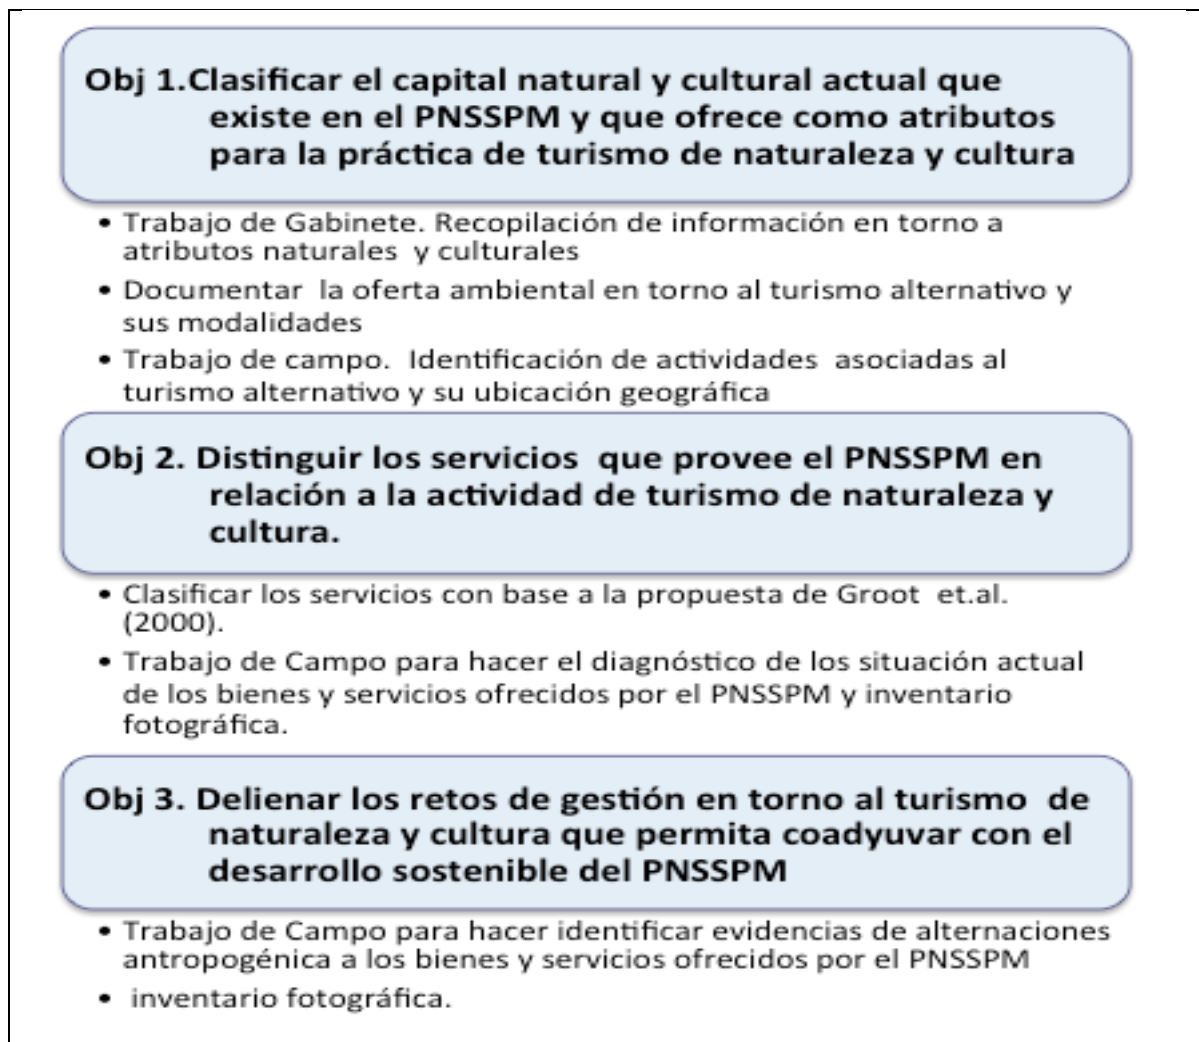 Obj 1.Clasificar el capital natural y cultural actual que
existe en el PNSSPM y que ofrece como atributos
para la práctica de turismo de naturaleza y cultura
• Trabajo de Gabinete. Recopilación de información en torno a
atributos naturales y culturales
• Documentar la oferta ambiental en torno al turismo alternativo y
sus modalidades
• Trabajo de campo. Identificación de actividades asociadas al
turismo alternativo y su ubicación geográfica
Obj 2. Distinguir los servicios que provee el PNSSPM en
relación a la actividad de turismo de naturaleza y
cultura.
• Clasificar los servicios con base a la propuesta de Groot et.al.
(2000).
• Trabajo de Campo para hacer el diagnóstico de los situación actual
de los bienes y servicios ofrecidos por el PNSSPM y inventario
fotográfica.
Obj 3. Delienar los retos de gestión en torno al turismo de
naturaleza y cultura que permita coadyuvar con el
desarrollo sostenible del PNSSPM
• Trabajo de Campo para hacer identificar evidencias de alternaciones
antropogénica a los bienes y servicios ofrecidos por el PNSSPM
• inventario fotográfica.